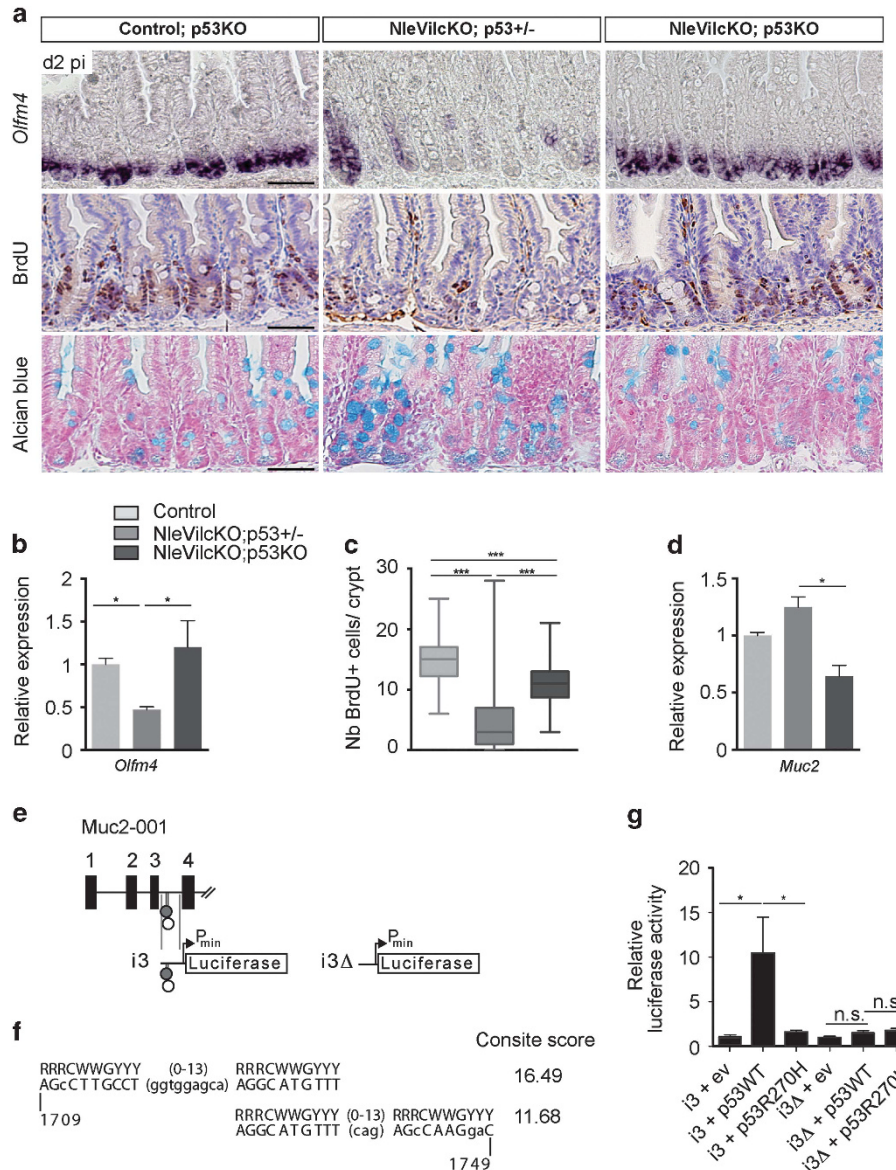 a
Control; p53KO
NleVilcKO; p53+/-
NleVilcKO; p53KO
d2 pi
Olfm4
BrdU
Alcian blue
Control
NleVilcKO;p53+/-
NleVilcKO;p53KO
b
Relative expression
2
1.5
1
0.5
0
* *
Olfm4
c
Nb BrdU+ cells/ crypt
30
20
10
0
***
*** ***
d
Relative expression
1.5
1.0
0.5
0
*
Muc2
e
Muc2-001
1 2 3 4
Pmin Pmin
i3 Luciferase i3Δ Luciferase
f
Consite score
RRRCWWGYYY (0-13) RRRCWWGYYY
AGcCTTGCCT (ggtggagca) AGGCATGTTT 16.49
1709
RRRCWWGYYY (0-13) RRRCWWGYYY
AGGCATGTTT (cag) AGcCAAGgaC 11.68
1749
g
Relative
luciferase activity
20
15
10
5
0
* *
n.s. n.s.
i3 + ev
i3 + p53WT
i3 + p53R270H
i3Δ + ev
i3Δ + p53WT
i3Δ + p53R270H